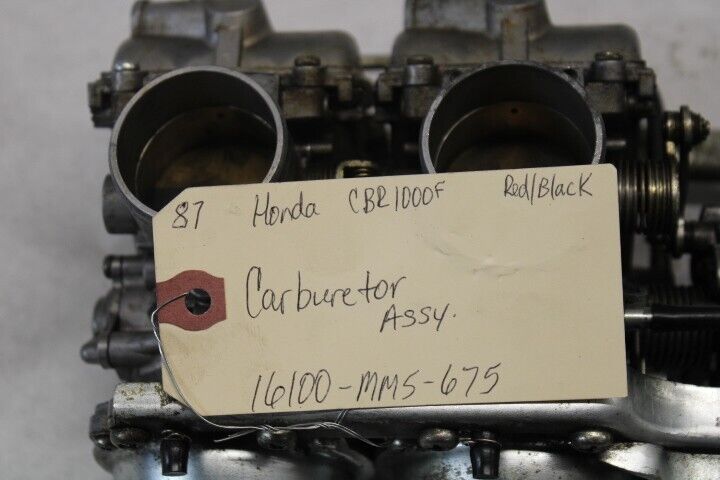 87 Honda CBR1000F Red/Black
Carburetor
Assy.
16100-MM5-675